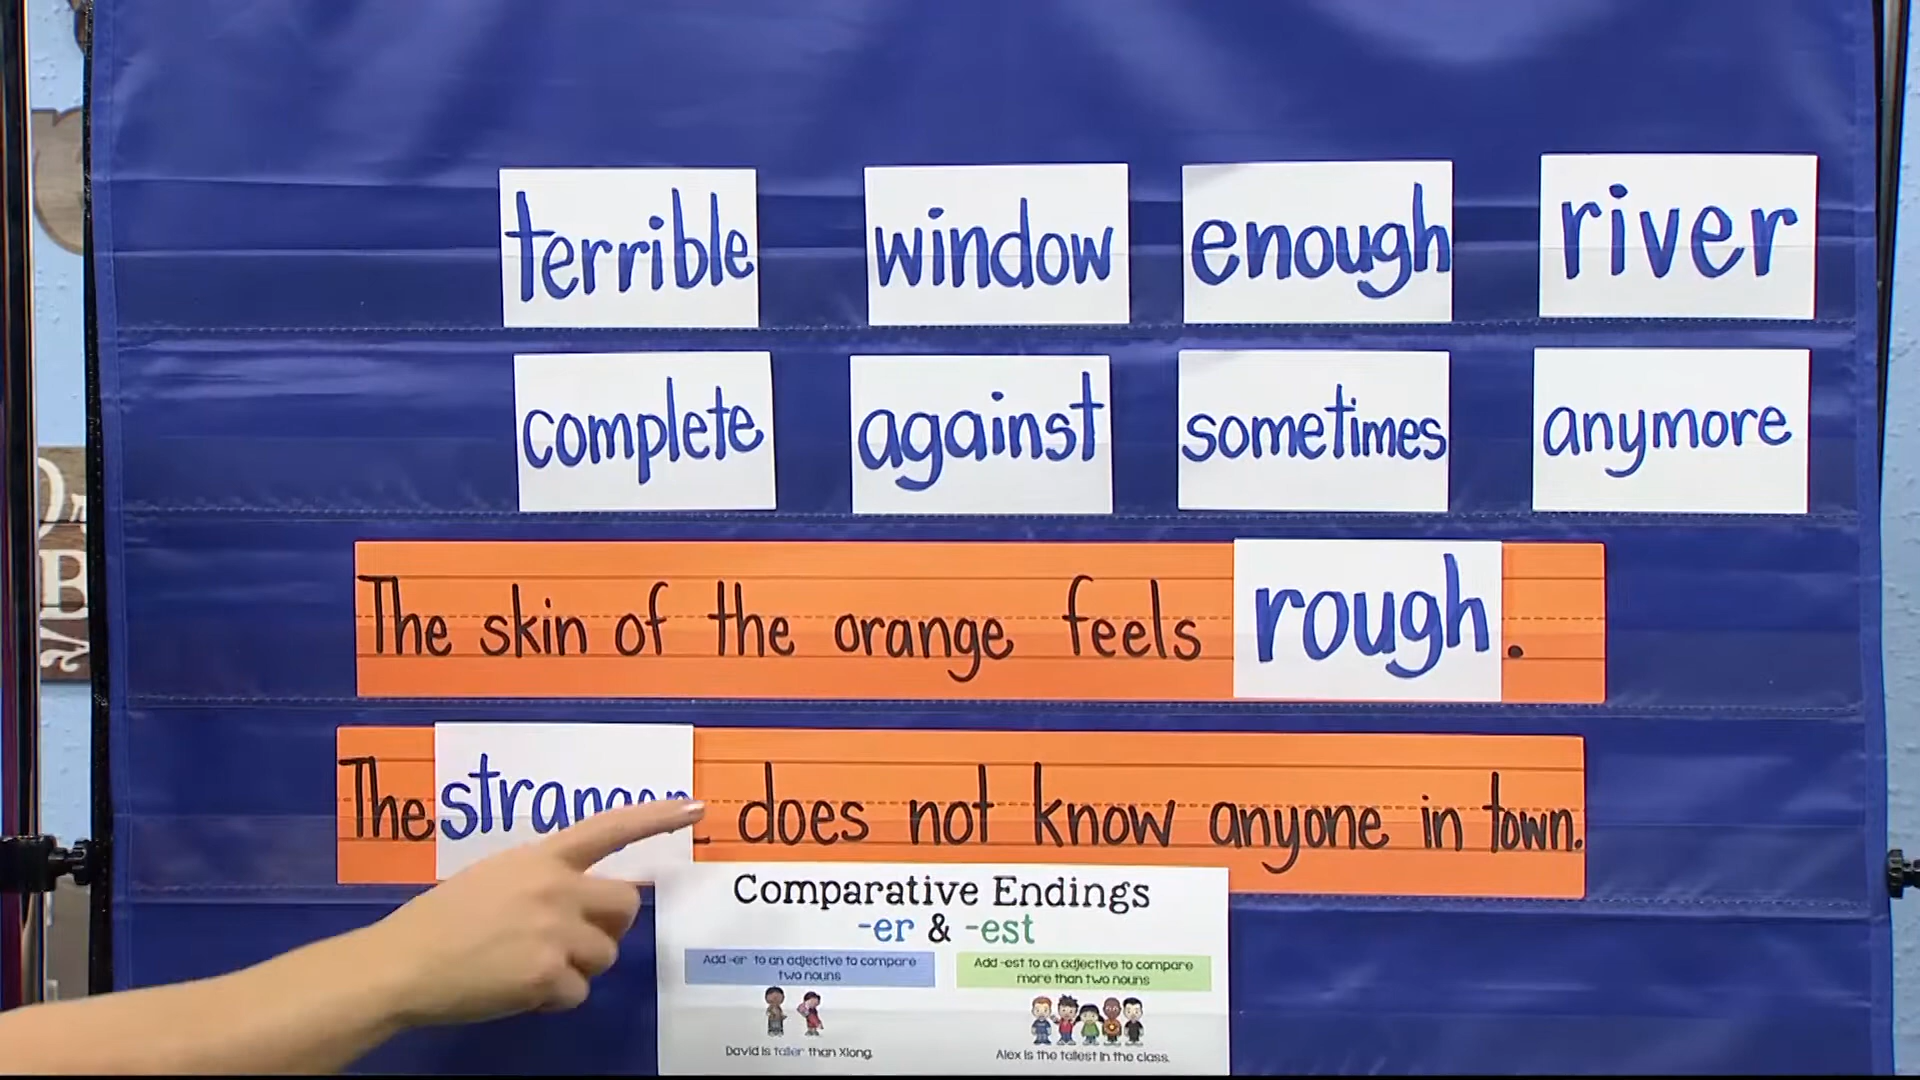 terrible window enough river
complete against sometimes anymore
The skin of the orange feels rough.
The stranger does not know anyone in town.
Comparative Endings
-er & -est
Add -er to an adjective to compare
two nouns
Add -est to an adjective to compare
more than two nouns
David is taller than Xiong.
Alex is the tallest in the class.